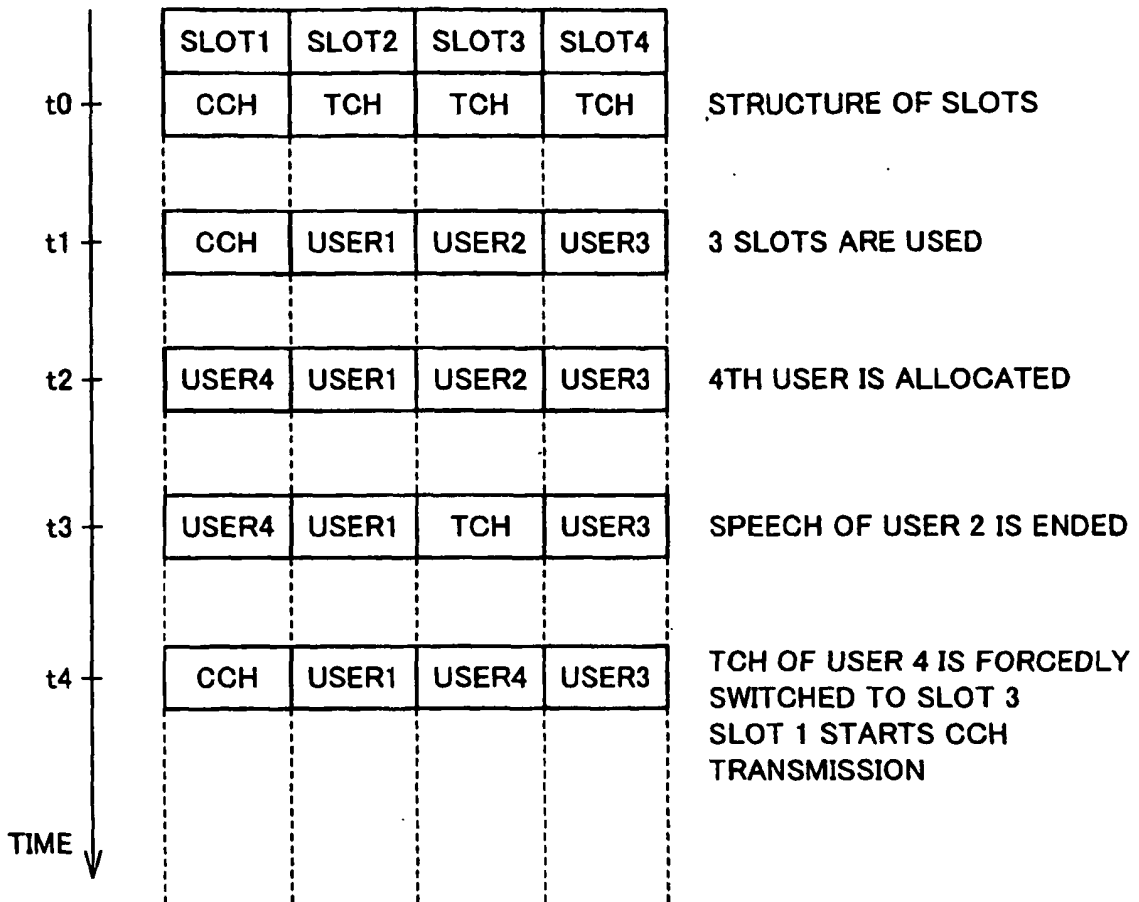 SLOT1 SLOT2 SLOT3 SLOT4
t0 CCH TCH TCH TCH STRUCTURE OF SLOTS
t1 CCH USER1 USER2 USER3 3 SLOTS ARE USED
t2 USER4 USER1 USER2 USER3 4TH USER IS ALLOCATED
t3 USER4 USER1 TCH USER3 SPEECH OF USER 2 IS ENDED
t4 CCH USER1 USER4 USER3 TCH OF USER 4 IS FORCEDLY
SWITCHED TO SLOT 3
SLOT 1 STARTS CCH
TRANSMISSION
TIME